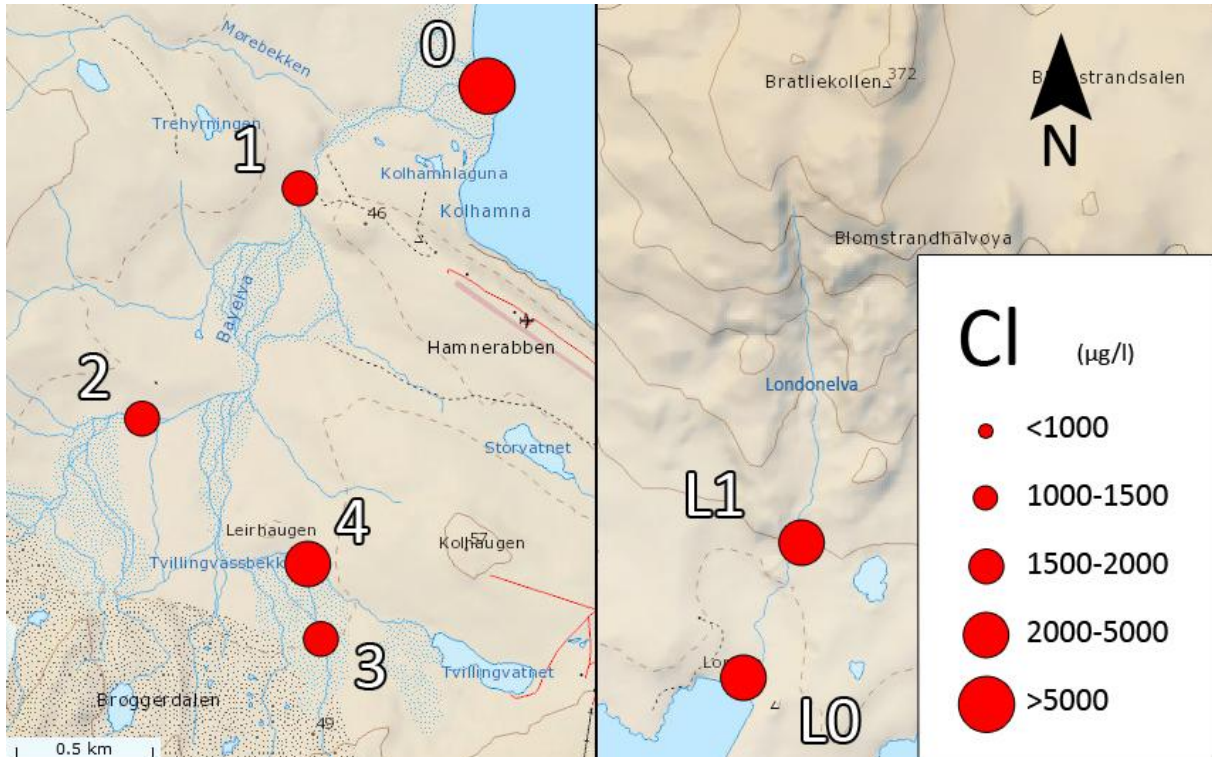 Mørebekken
0
Trehyrningen
1
Kolhamnlaguna
46
Kolhamna
Bayelva
Hamnerabben
2
Storvatnet
Leirhaugen
4
57
Kolhaugen
Tvillingvassbekk
3
Tvillingvatnet
Brøggerdalen
49
0.5 km
Bratliekollen
372
strandsalen
N
Blomstrandhalvøya
Londonelva
L1
Lon
L0
Cl (µg/l)
<1000
1000-1500
1500-2000
2000-5000
>5000